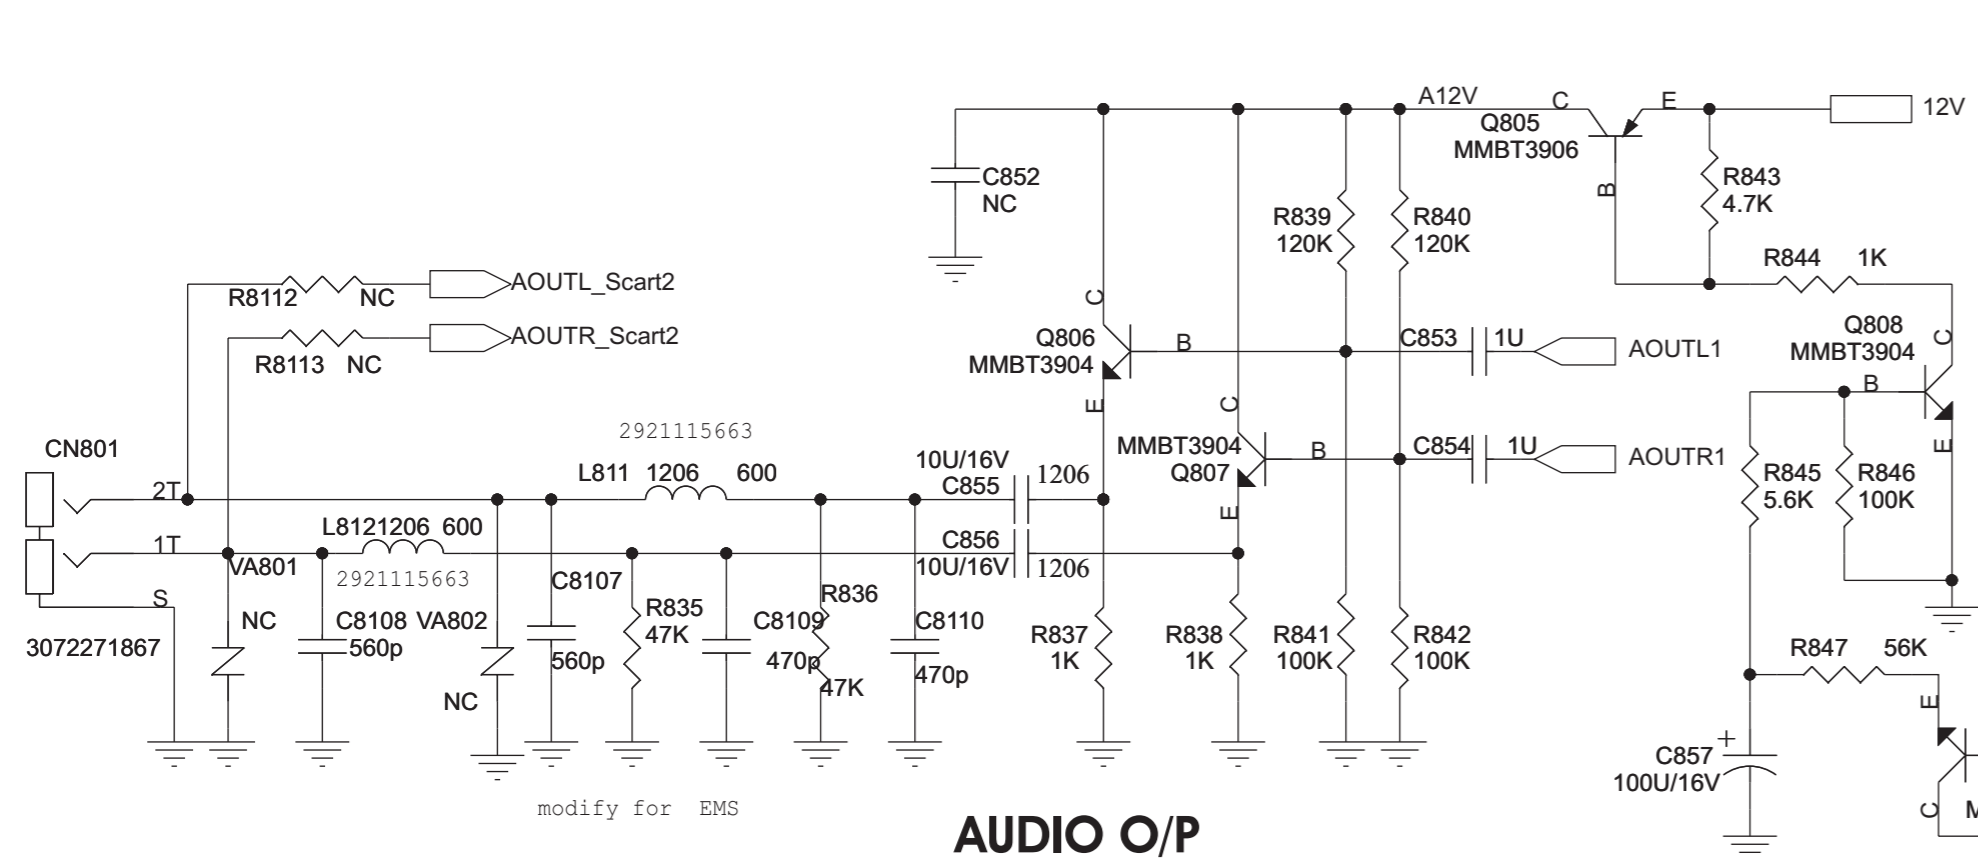 A12V
C
E
12V
Q805
MMBT3906
B
C852
NC
R843
4.7K
R839
120K
R840
120K
R844 1K
R8112 NC
AOUTL_Scart2
R8113 NC
AOUTR_Scart2
C
Q806
MMBT3904
B
E
C853 1U
AOUTL1
Q808
MMBT3904
C
B
E
2921115663
CN801
C
MMBT3904
Q807
B
E
C854 1U
AOUTR1
L811 1206 600
10U/16V
C855
1206
R845
5.6K
R846
100K
2T
L8121206 600
1T
VA801
2921115663
C856
10U/16V
1206
S
NC
3072271867
C8108
560p
VA802
NC
C8107
560p
R835
47K
C8109
470p
R836
47K
C8110
470p
R837
1K
R838
1K
R841
100K
R842
100K
R847 56K
E
+
C857
100U/16V
C
M
modify for EMS
AUDIO O/P